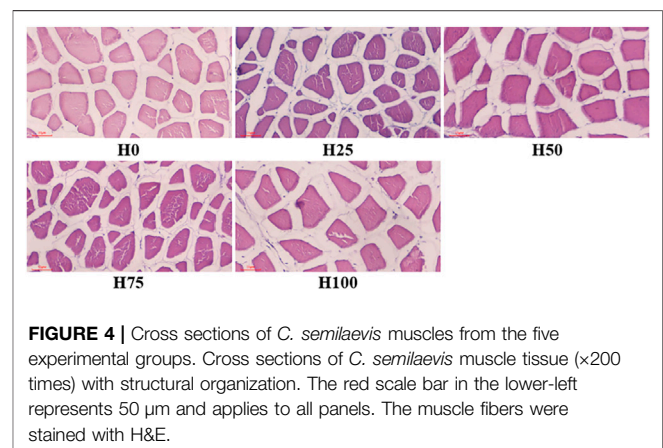 H0
H25
H50
H75
H100
FIGURE 4 | Cross sections of C. semilaevis muscles from the five
experimental groups. Cross sections of C. semilaevis muscle tissue (×200
times) with structural organization. The red scale bar in the lower-left
represents 50 µm and applies to all panels. The muscle fibers were
stained with H&E.